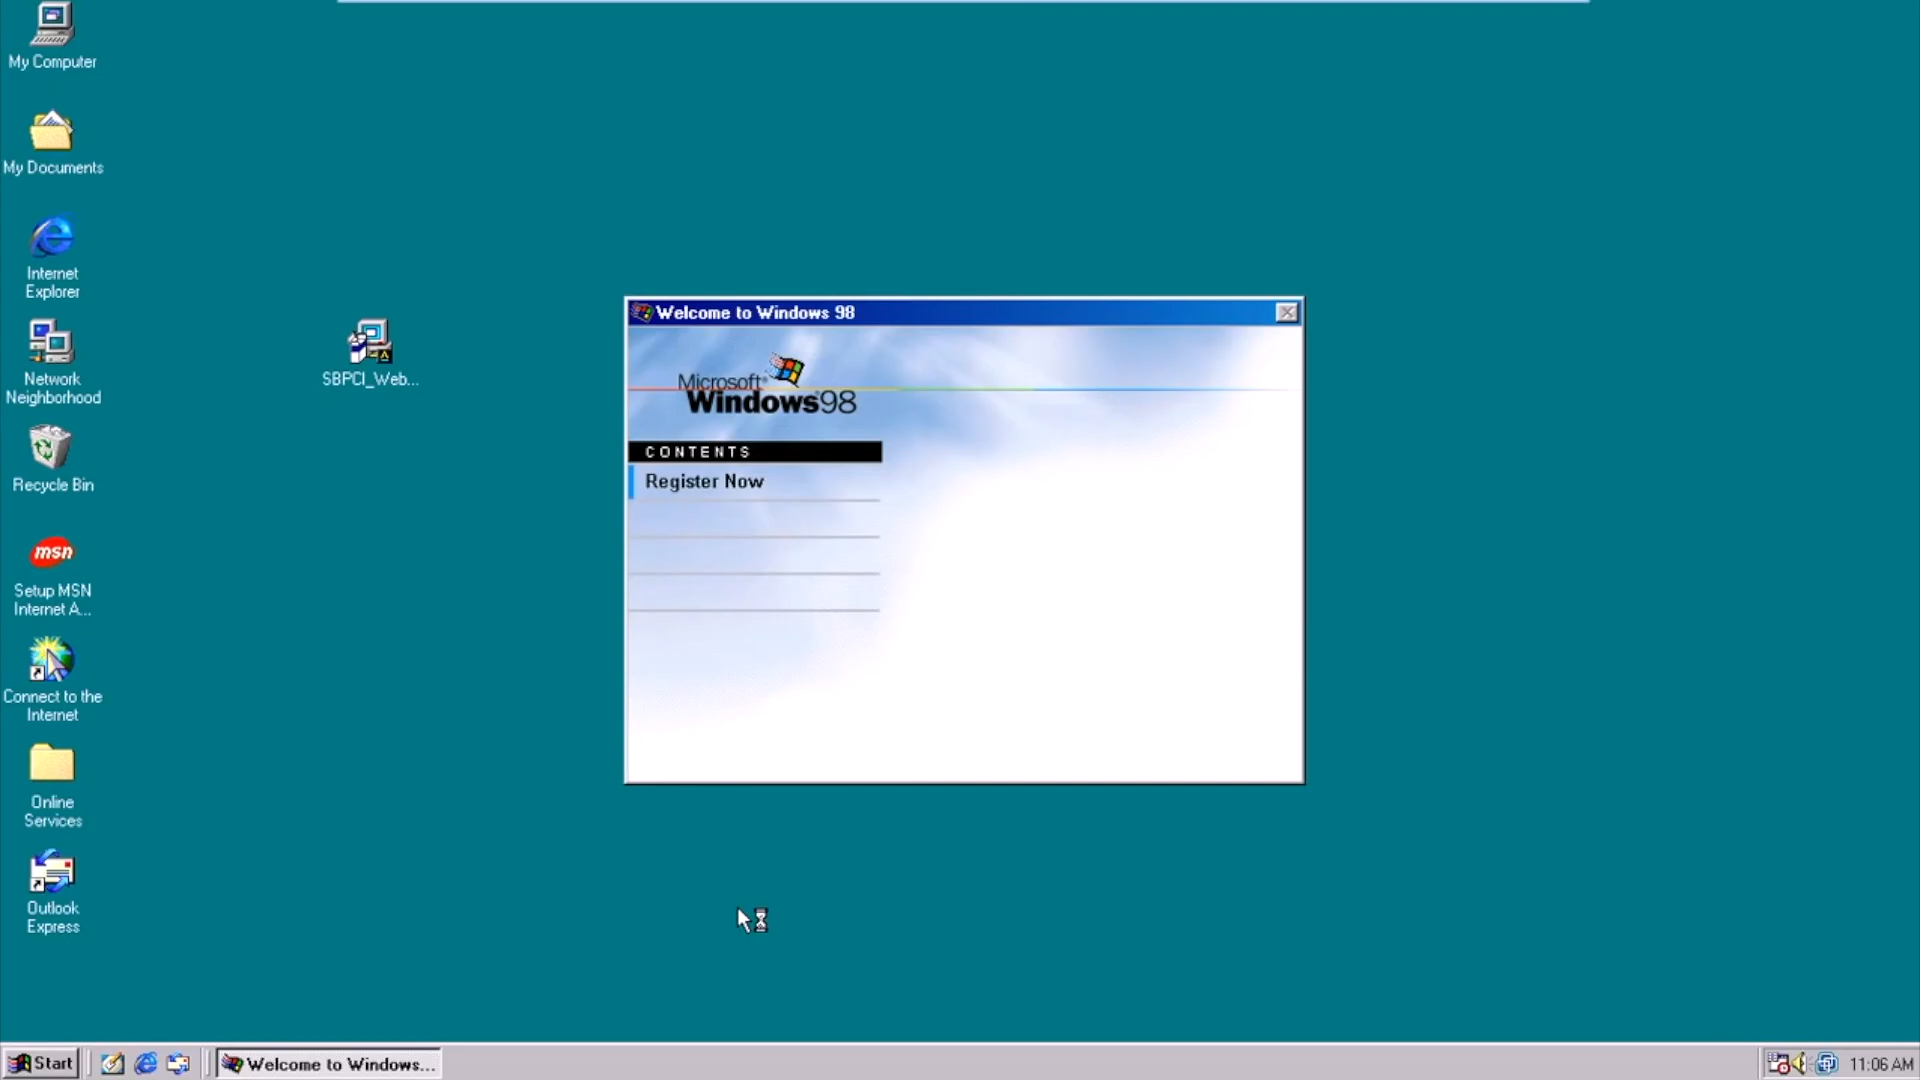 My Computer
My Documents
Internet
Explorer
Network
Neighborhood
Recycle Bin
msn
Setup MSN
Internet A...
Connect to the
Internet
Online
Services
Outlook
Express
SBPCI_Web...
Welcome to Windows 98
Microsoft®
Windows98
CONTENTS
Register Now
Start
Welcome to Windows...
11:06 AM